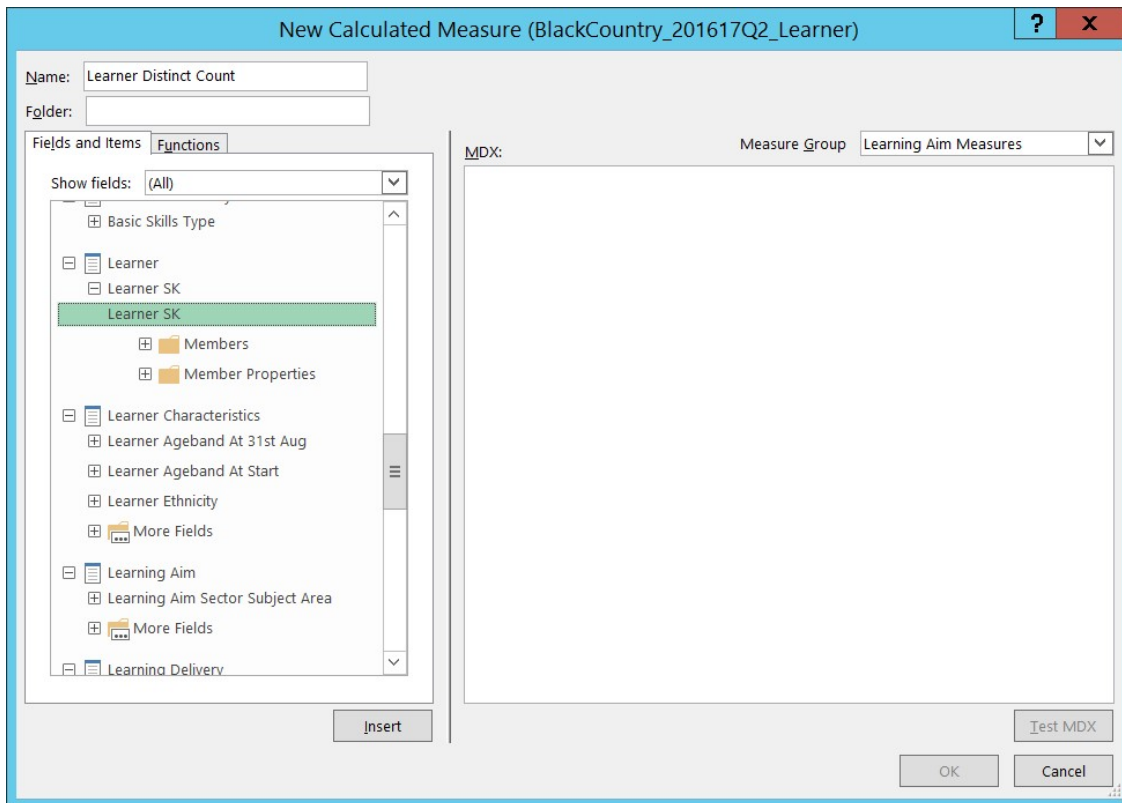 New Calculated Measure (BlackCountry_201617Q2_Learner)
? X
Name: Learner Distinct Count
Folder:
Fields and Items Functions
Show fields: (All)
Basic Skills Type
Learner
Learner SK
Learner SK
Members
Member Properties
Learner Characteristics
Learner Ageband At 31st Aug
Learner Ageband At Start
Learner Ethnicity
More Fields
Learning Aim
Learning Aim Sector Subject Area
More Fields
Learning Delivery
Insert
MDX: Measure Group Learning Aim Measures
Test MDX
OK Cancel